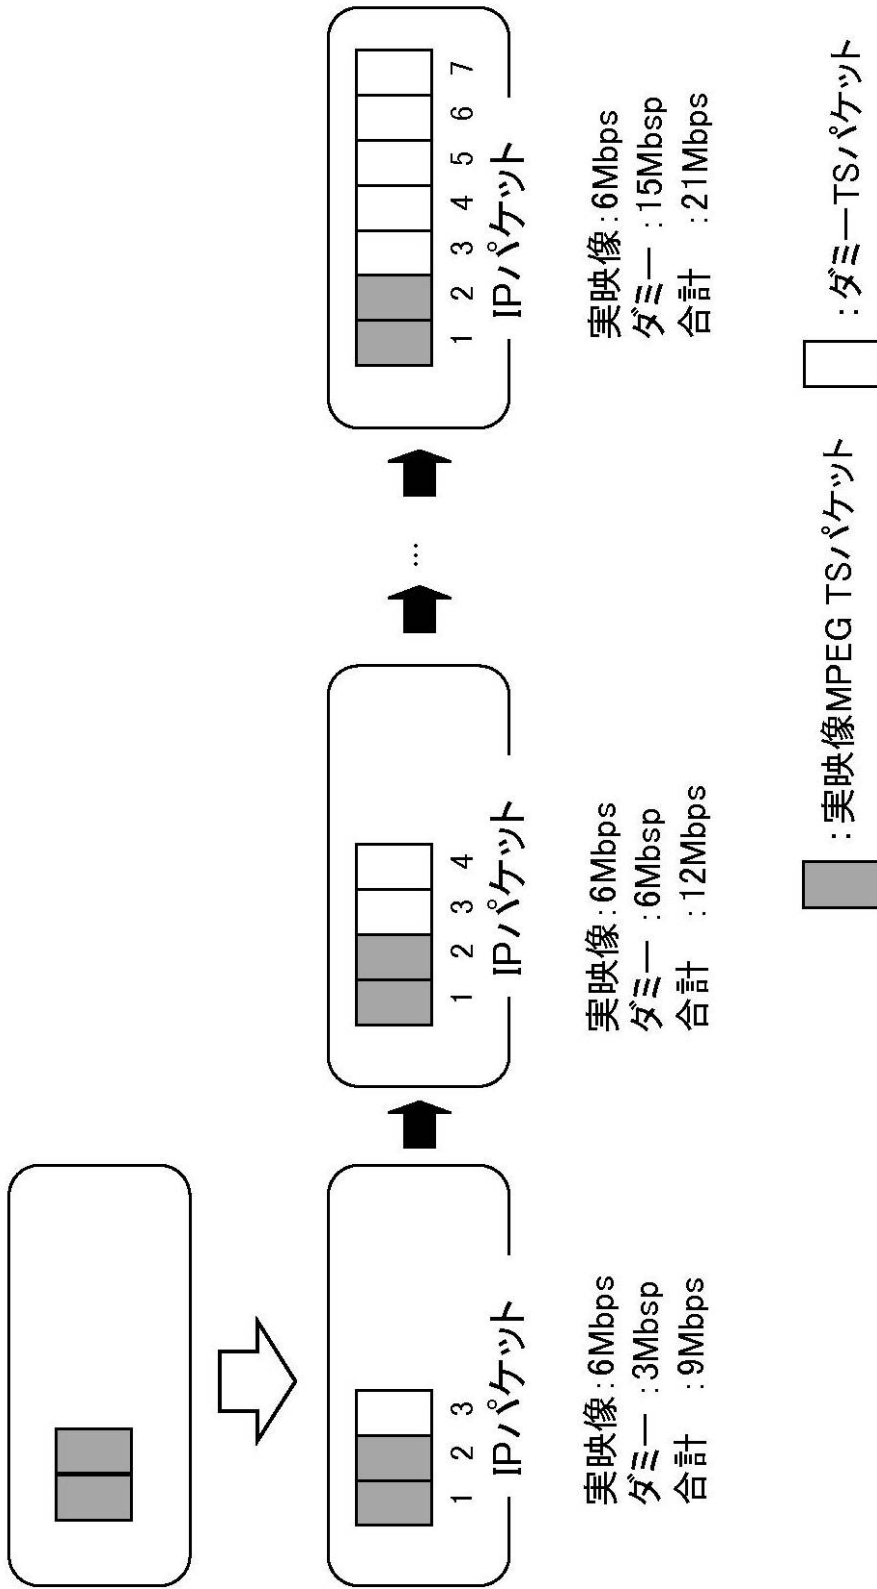 1 2 3
IPパケット
実映像:6Mbps
ダミー :3Mbsp
合計 :9Mbps
1 2 3 4
IPパケット
実映像:6Mbps
ダミー :6Mbsp
合計 :12Mbps
…
1 2 3 4 5 6 7
IPパケット
実映像:6Mbps
ダミー :15Mbsp
合計 :21Mbps
:実映像MPEG TSパケット
:ダミーTSパケット